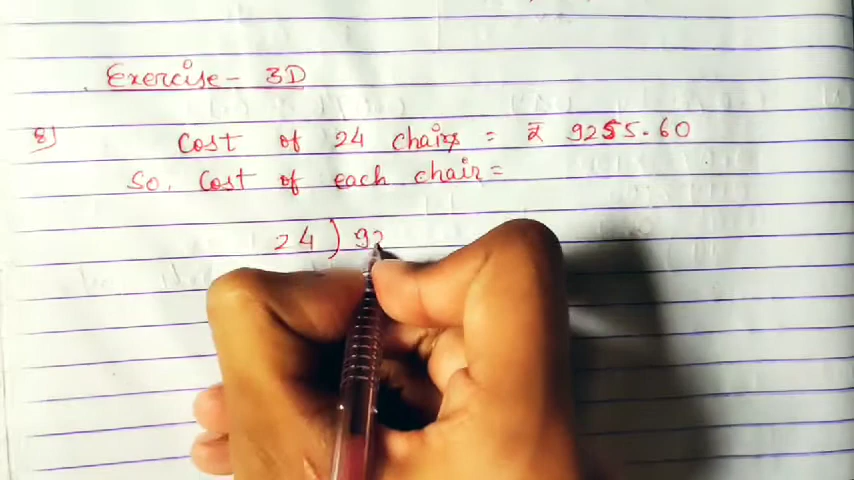 Exercise- 3D
8) Cost of 24 chairs = ₹ 9255.60
So, Cost of each chair=
24 ) 92